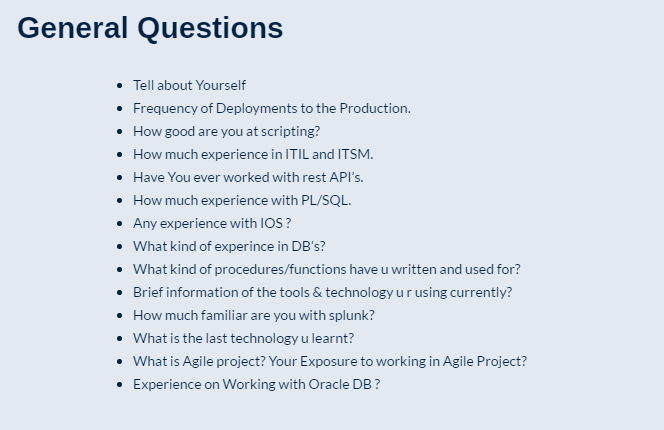 General Questions
Tell about Yourself
Frequency of Deployments to the Production.
How good are you at scripting?
How much experience in ITIL and ITSM.
Have You ever worked with rest API's.
How much experience with PL/SQL.
Any experience with IOS ?
What kind of experince in DB's?
What kind of procedures/functions have u written and used for?
Brief information of the tools & technology u r using currently?
How much familiar are you with splunk?
What is the last technology u learnt?
What is Agile project? Your Exposure to working in Agile Project?
Experience on Working with Oracle DB ?